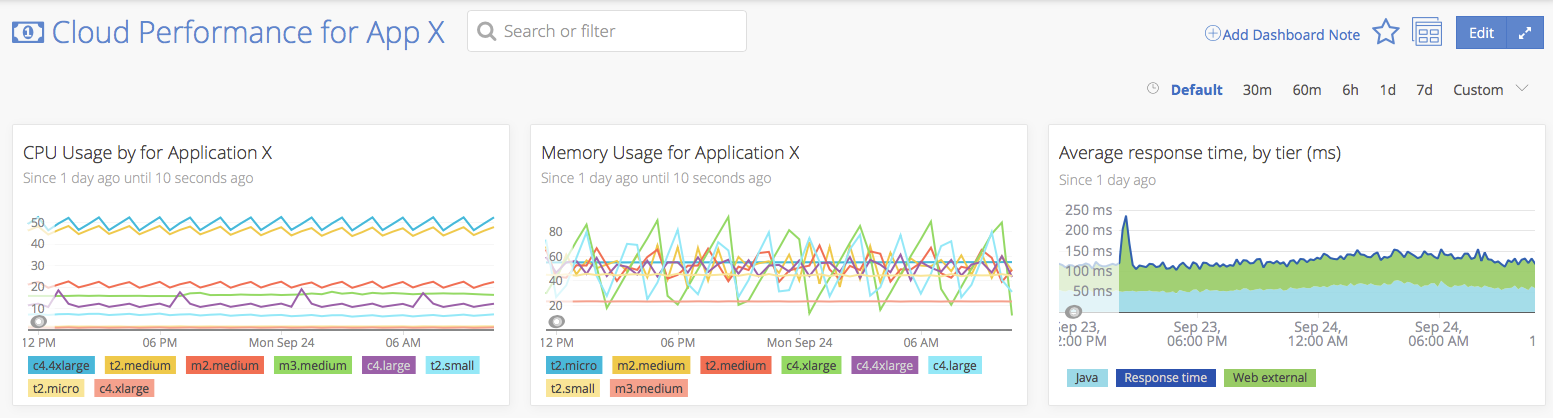 1 Cloud Performance for App X
Search or filter
Add Dashboard Note
Edit
Default 30m 60m 6h 1d 7d Custom
CPU Usage by for Application X
Since 1 day ago until 10 seconds ago
50
40
30
20
10
12 PM 06 PM Mon Sep 24 06 AM
c4.4xlarge t2.medium m2.medium m3.medium c4.large t2.small
t2.micro c4.xlarge
Memory Usage for Application X
Since 1 day ago until 10 seconds ago
80
60
40
20
12 PM 06 PM Mon Sep 24 06 AM
t2.micro m2.medium t2.medium c4.xlarge c4.4xlarge c4.large
t2.small m3.medium
Average response time, by tier (ms)
Since 1 day ago
250 ms
200 ms
150 ms
100 ms
50 ms
Sep 23, Sep 23, Sep 24, Sep 24,
2:00 PM 06:00 PM 12:00 AM 06:00 AM 1
Java Response time Web external